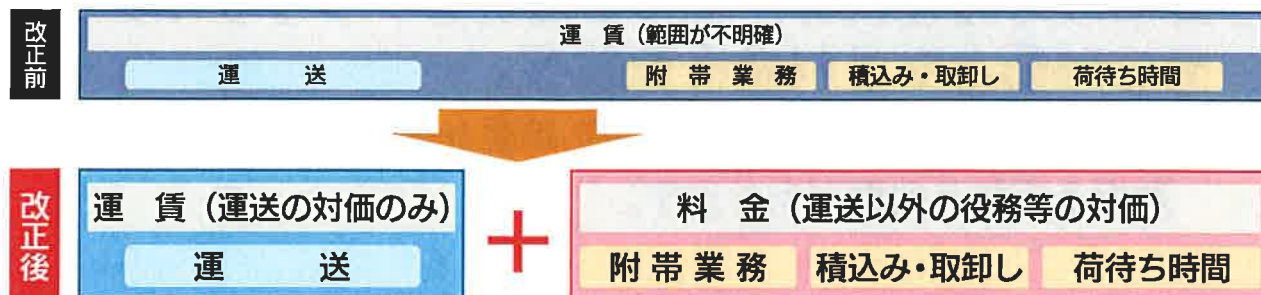 改正前
運 賃（範囲が不明確）
運 送
附 帯 業 務
積込み・取卸し
荷待ち時間
改正後
運 賃（運送の対価のみ）
運 送
+
料 金（運送以外の役務等の対価）
附 帯 業 務
積込み・取卸し
荷待ち時間